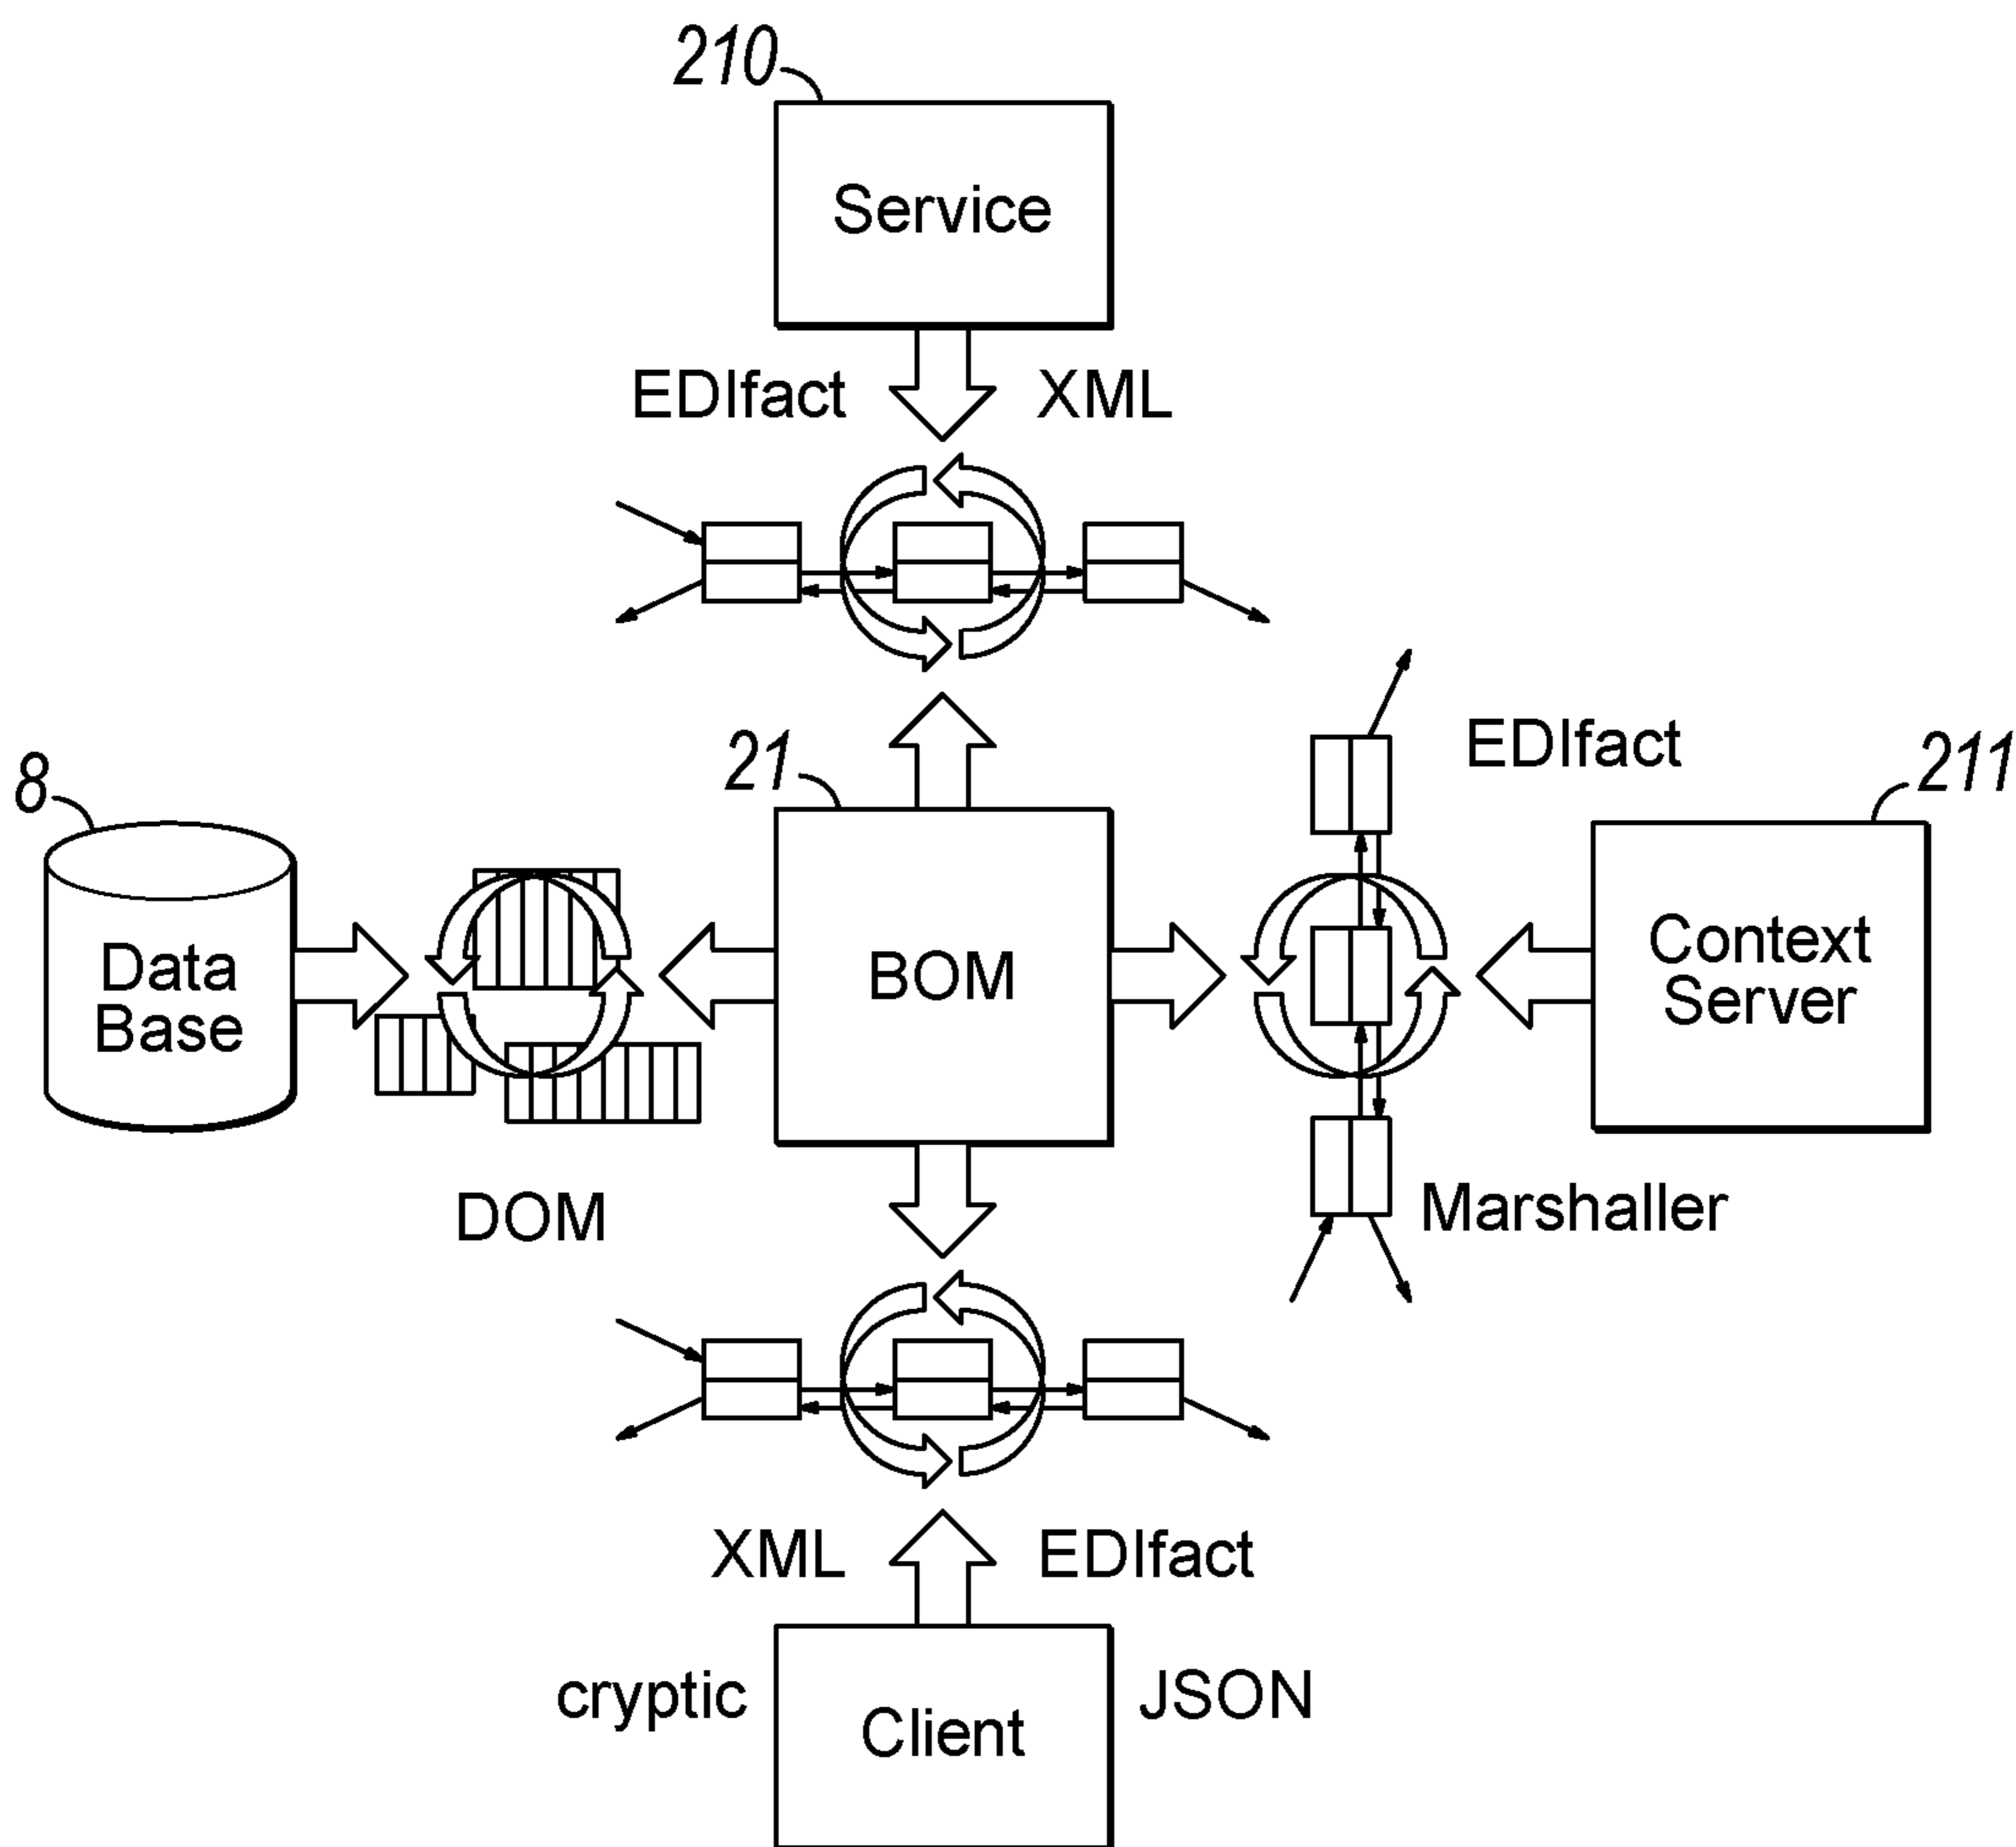 210
Service
EDIfact
XML
21
EDIfact
8
211
Data
Base
BOM
Context
Server
DOM
Marshaller
XML
EDIfact
cryptic
JSON
Client